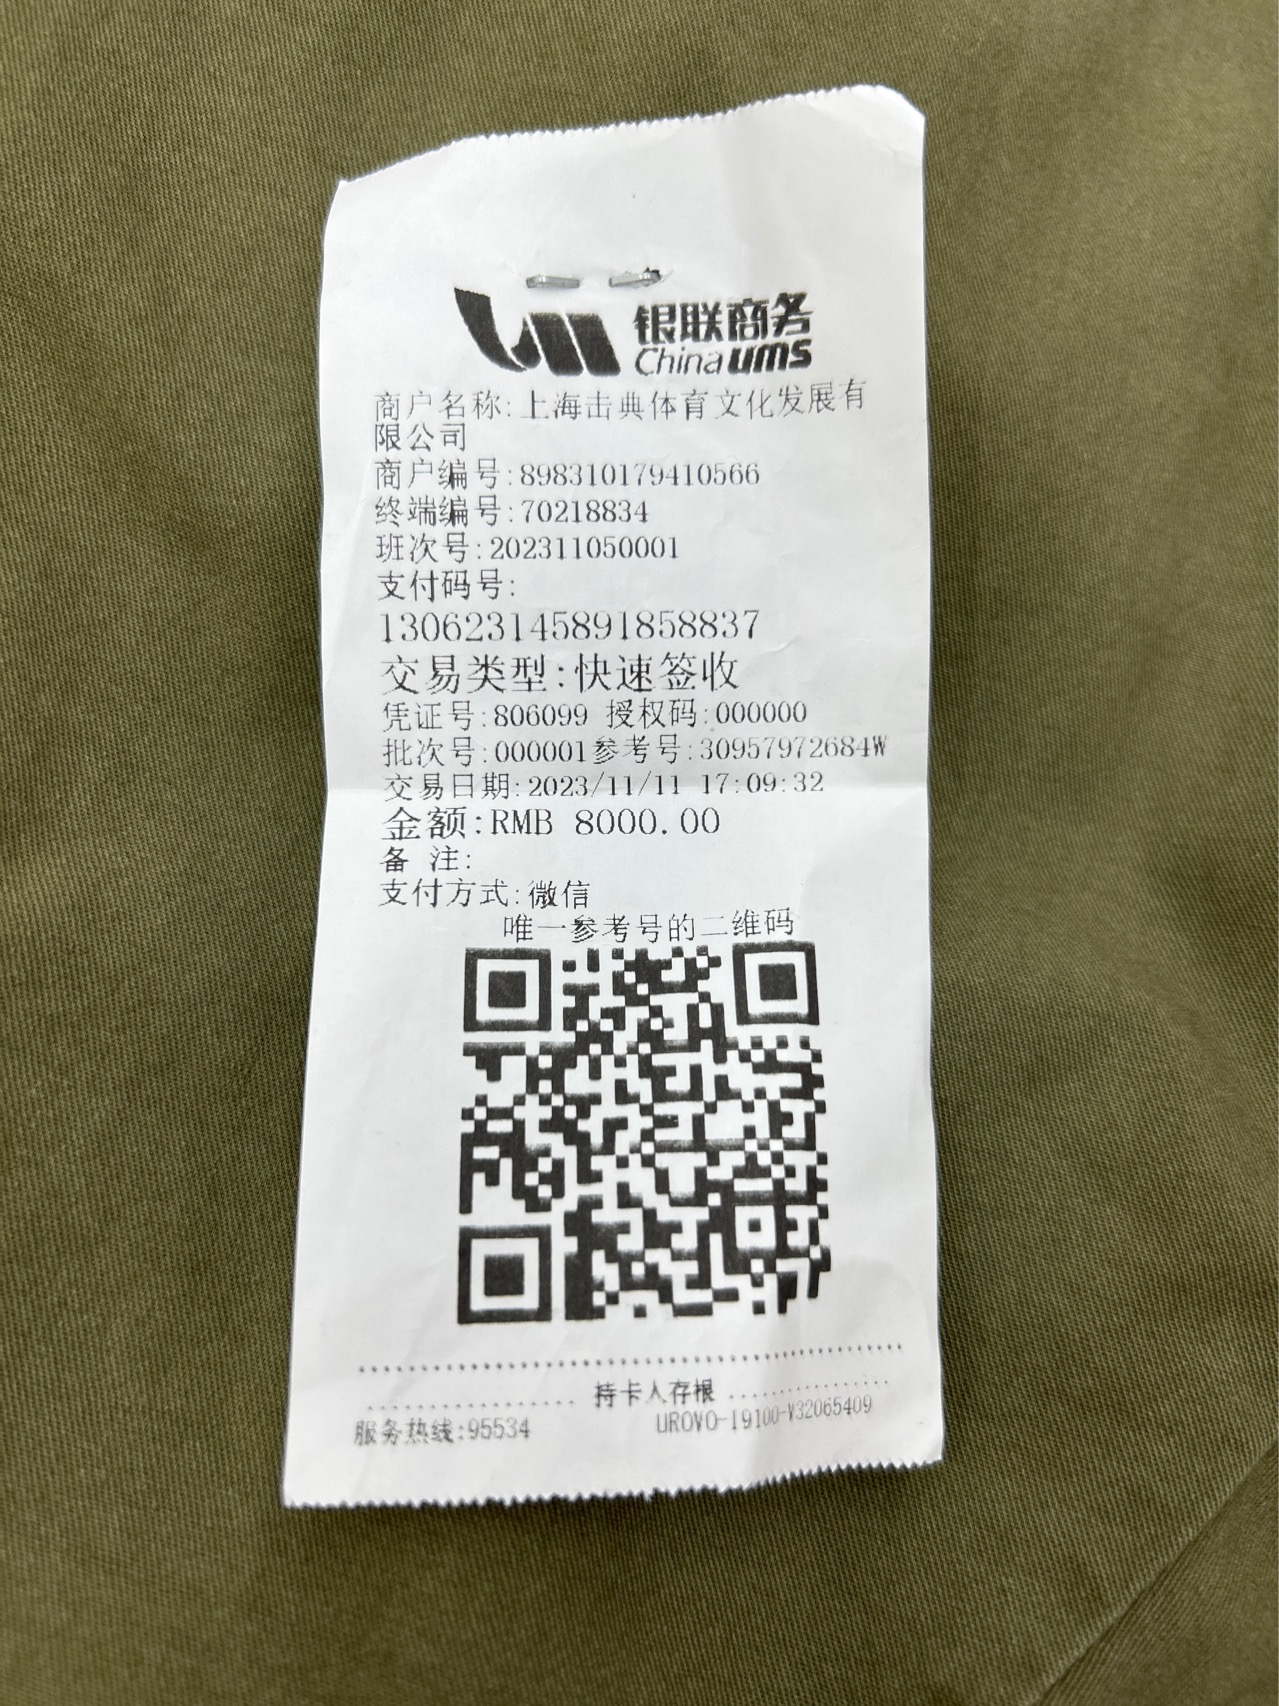 银联商务
China ums
商户名称:上海击典体育文化发展有
限公司
商户编号:898310179410566
终端编号:70218834
班次号:202311050001
支付码号:
130623145891858837
交易类型:快速签收
凭证号:806099 授权码:000000
批次号:000001参考号:30957972684W
交易日期:2023/11/11 17:09:32
金额:RMB 8000.00
备 注:
支付方式:微信
唯一参考号的二维码
持卡人存根
服务热线:95534 UROVO-I9100-V32065409